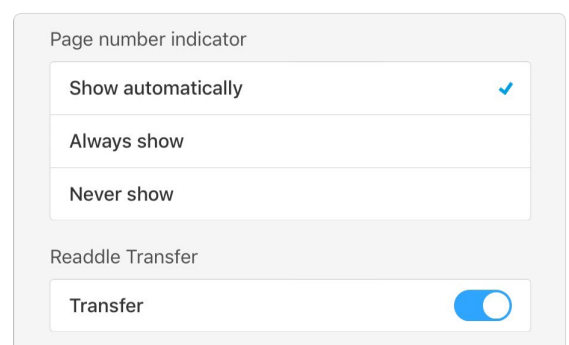 Page number indicator
Show automatically
Always show
Never show
Readdle Transfer
Transfer